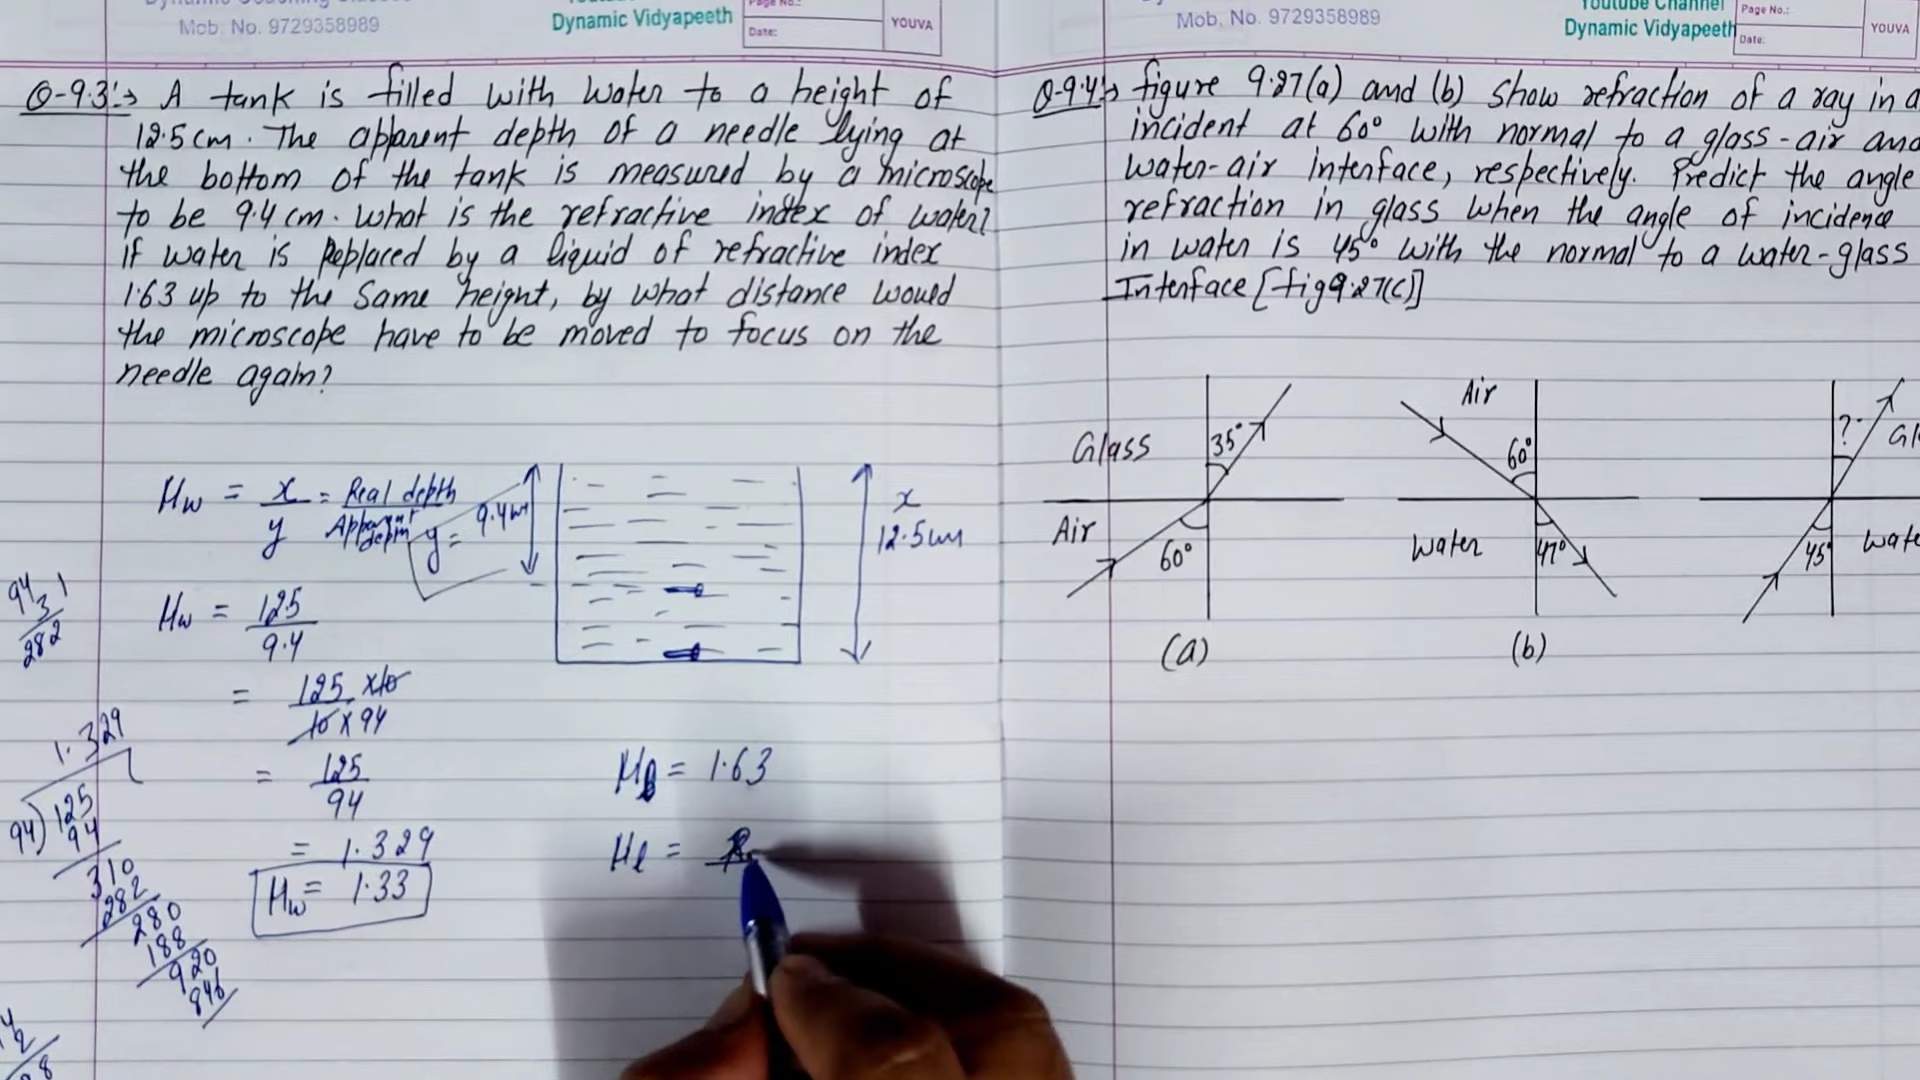 Mob. No. 9729358989
Dynamic Vidyapeeth
Page No.:
Date:
YOUVA
Q-9.3:→ A tank is filled with water to a height of
12.5 cm. The apparent depth of a needle lying at
the bottom of the tank is measured by a microscope
to be 9.4 cm. What is the refractive index of water?
if water is Replaced by a liquid of refractive index
1.63 up to the same height, by what distance would
the microscope have to be moved to focus on the
needle again?
μw = x/y = Real depth/Apparent depth
y = 9.4 cm
x
12.5 cm
μw = 12.5/9.4
= 125 × 10/10 × 94
= 125/94
= 1.329
μw = 1.33
94
3
282
1.329
94)125
94
310
282
280
188
920
846
μl = 1.63
μl =
Mob. No. 9729358989
Youtube Channel
Dynamic Vidyapeeth
Page No.:
Date:
YOUVA
Q-9.4:→ figure 9.27(a) and (b) show refraction of a ray in a
incident at 60° with normal to a glass-air and
water-air interface, respectively. Predict the angle
refraction in glass when the angle of incidence
in water is 45° with the normal to a water-glass
Interface [fig 9.27(c)]
Glass
35°
Air
60°
(a)
Air
60°
Water
47°
(b)
?
45°